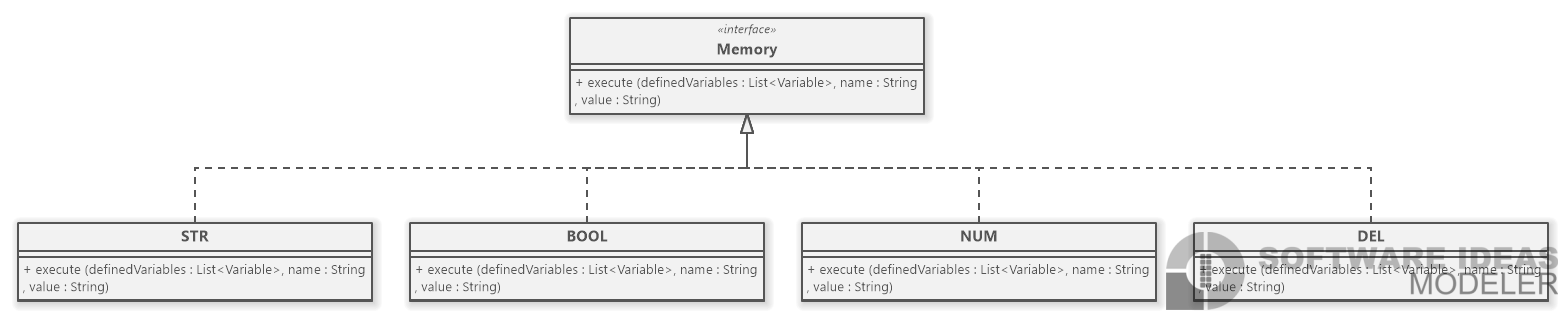 «interface»
Memory
+ execute (definedVariables : List<Variable>, name : String
, value : String)
STR
+ execute (definedVariables : List<Variable>, name : String
, value : String)
BOOL
+ execute (definedVariables : List<Variable>, name : String
, value : String)
NUM
+ execute (definedVariables : List<Variable>, name : String
, value : String)
DEL
+ execute (definedVariables : List<Variable>, name : String
, value : String)
SOFTWARE IDEAS
MODELER